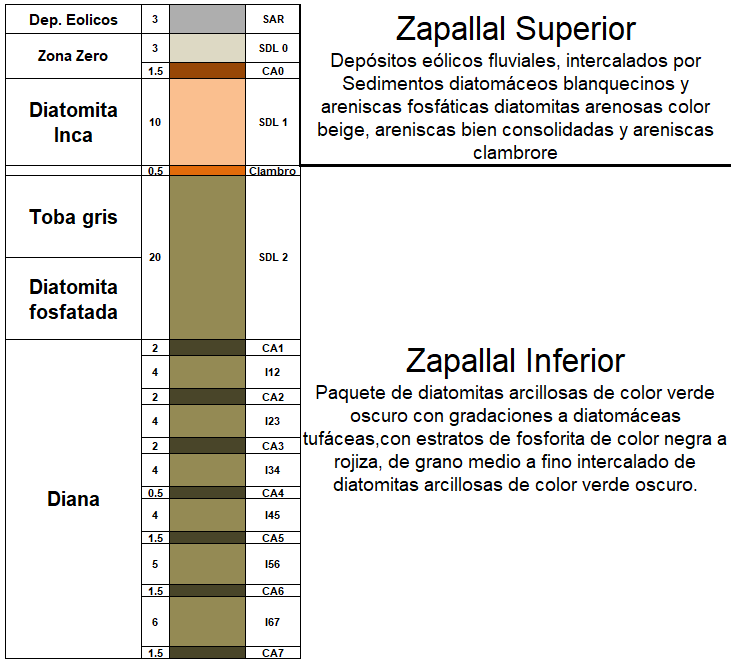 Dep. Eolicos 3 SAR
Zona Zero 3 SDL 0
1.5 CA0
Diatomita
Inca
10 SDL 1
0.5 Clambro
Toba gris
20 SDL 2
Diatomita
fosfatada
Diana
2 CA1
4 I12
2 CA2
4 I23
2 CA3
4 I34
0.5 CA4
4 I45
1.5 CA5
5 I56
1.5 CA6
6 I67
1.5 CA7
Zapallal Superior
Depósitos eólicos fluviales, intercalados por
Sedimentos diatomáceos blanquecinos y
areniscas fosfáticas diatomitas arenosas color
beige, areniscas bien consolidadas y areniscas
clambrore
Zapallal Inferior
Paquete de diatomitas arcillosas de color verde
oscuro con gradaciones a diatomáceas
tufáceas,con estratos de fosforita de color negra a
rojiza, de grano medio a fino intercalado de
diatomitas arcillosas de color verde oscuro.